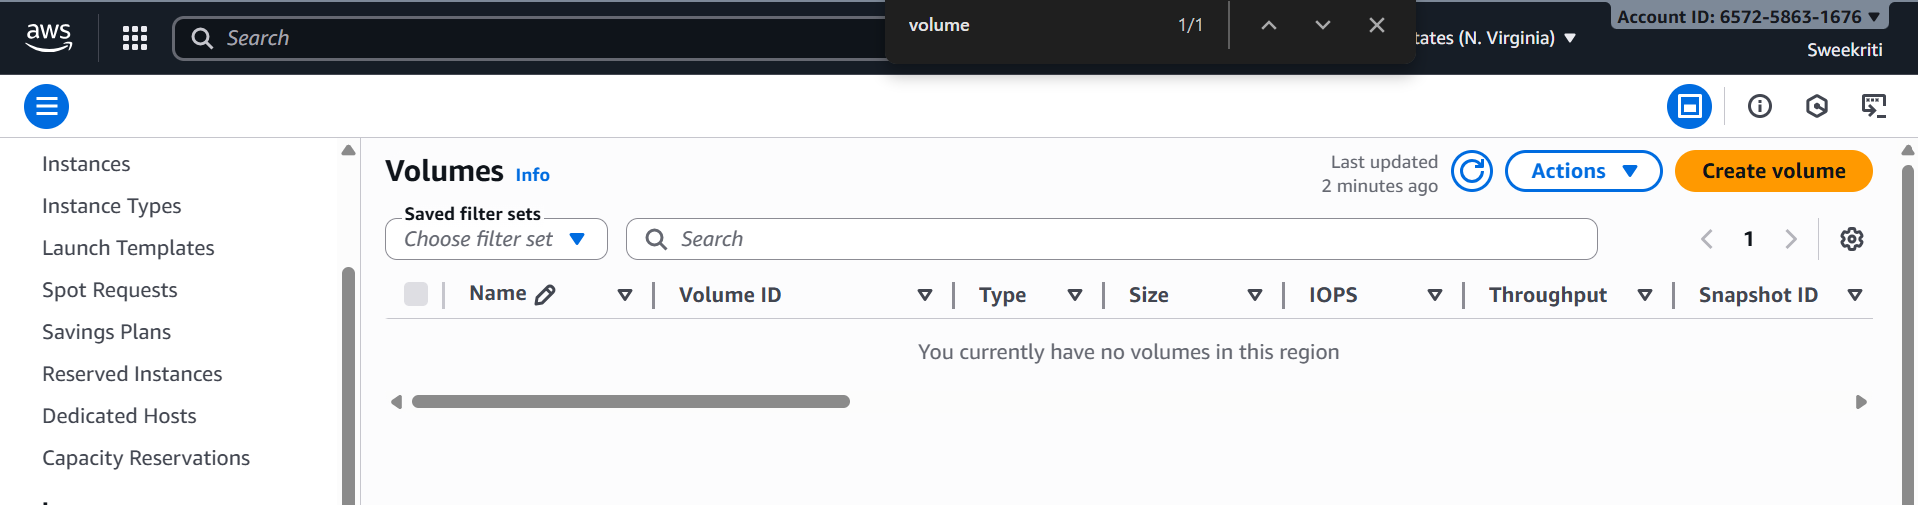 aws
Search
volume
1/1
tates (N. Virginia)
Account ID: 6572-5863-1676
Sweekriti
Instances
Instance Types
Launch Templates
Spot Requests
Savings Plans
Reserved Instances
Dedicated Hosts
Capacity Reservations
Volumes Info
Last updated
2 minutes ago
Actions
Create volume
Saved filter sets
Choose filter set
Search
1
Name Volume ID Type Size IOPS Throughput Snapshot ID
You currently have no volumes in this region